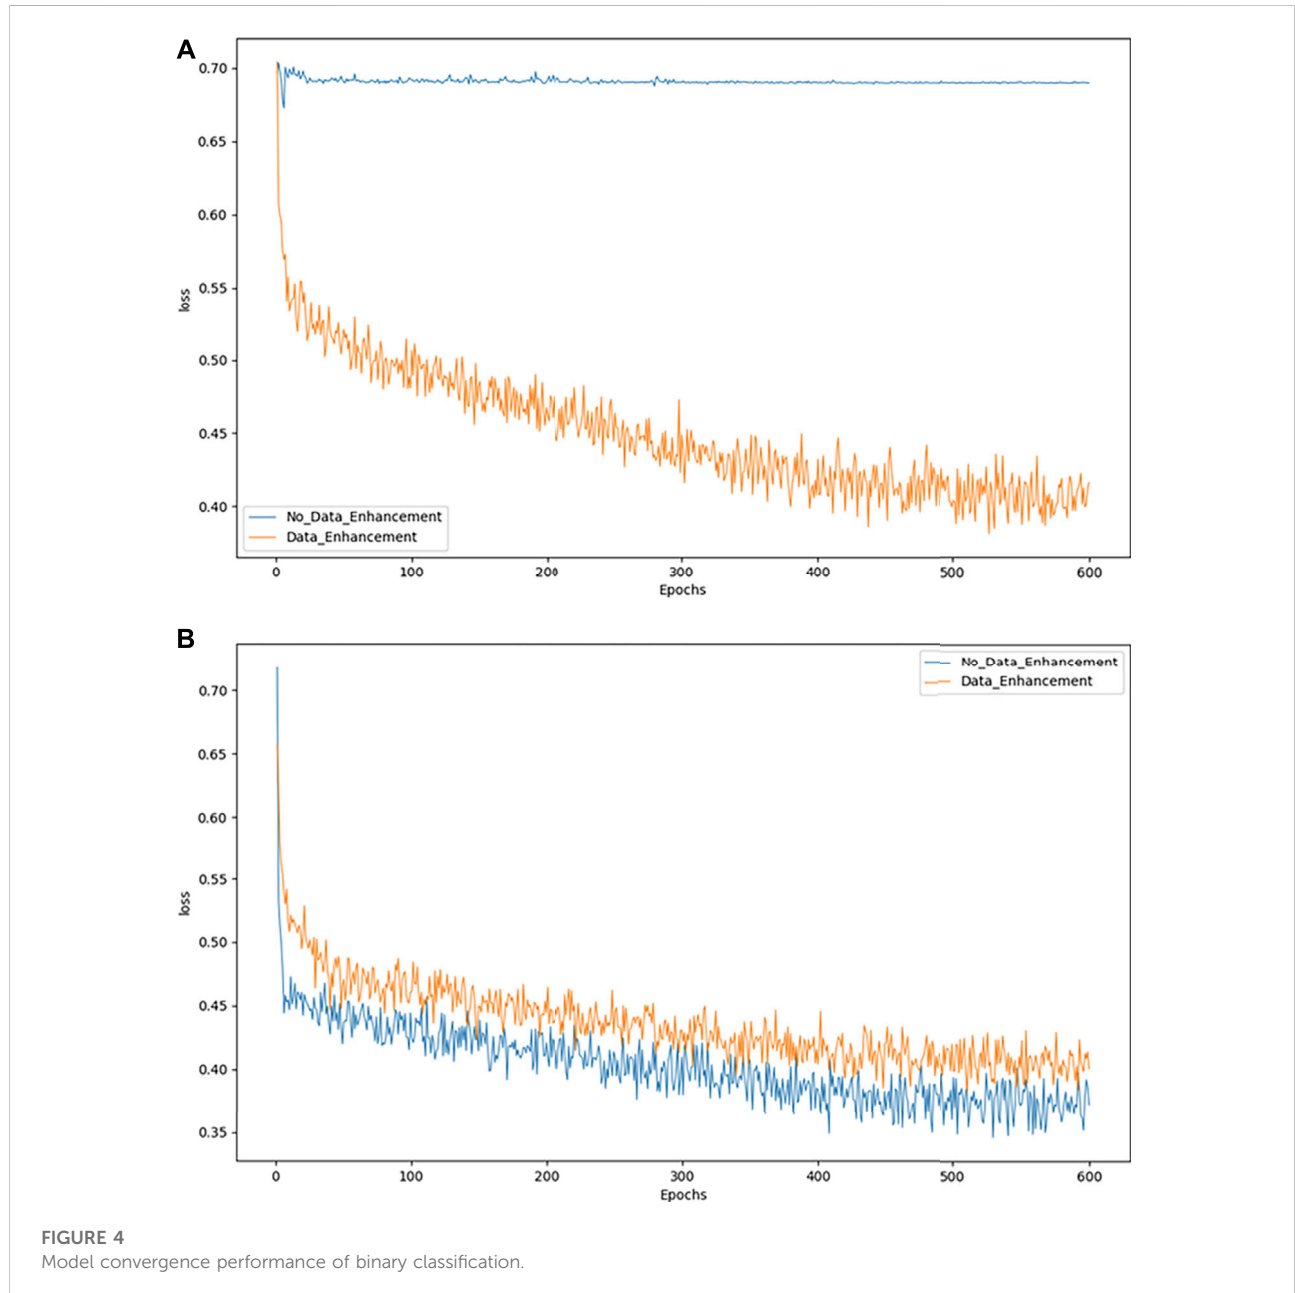 A
0.70
0.65
0.60
0.55
0.50
0.45
0.40
loss
No_Data_Enhancement
Data_Enhancement
0 100 200 300 400 500 600
Epochs
B
No_Data_Enhancement
Data_Enhancement
0.70
0.65
0.60
0.55
0.50
0.45
0.40
0.35
loss
0 100 200 300 400 500 600
Epochs
FIGURE 4
Model convergence performance of binary classification.